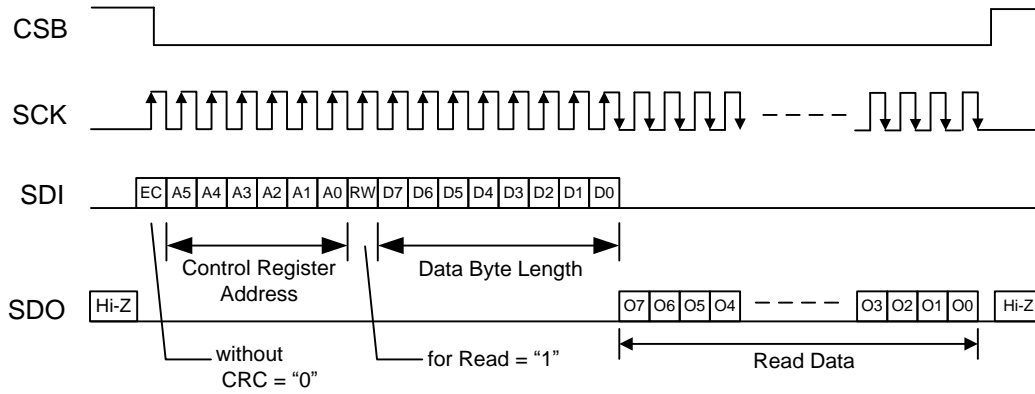 CSB
SCK
SDI
EC A5 A4 A3 A2 A1 A0 RW D7 D6 D5 D4 D3 D2 D1 D0
Control Register
Address
Data Byte Length
SDO
Hi-Z
O7 O6 O5 O4
O3 O2 O1 O0
Hi-Z
without
CRC = “0”
for Read = “1”
Read Data